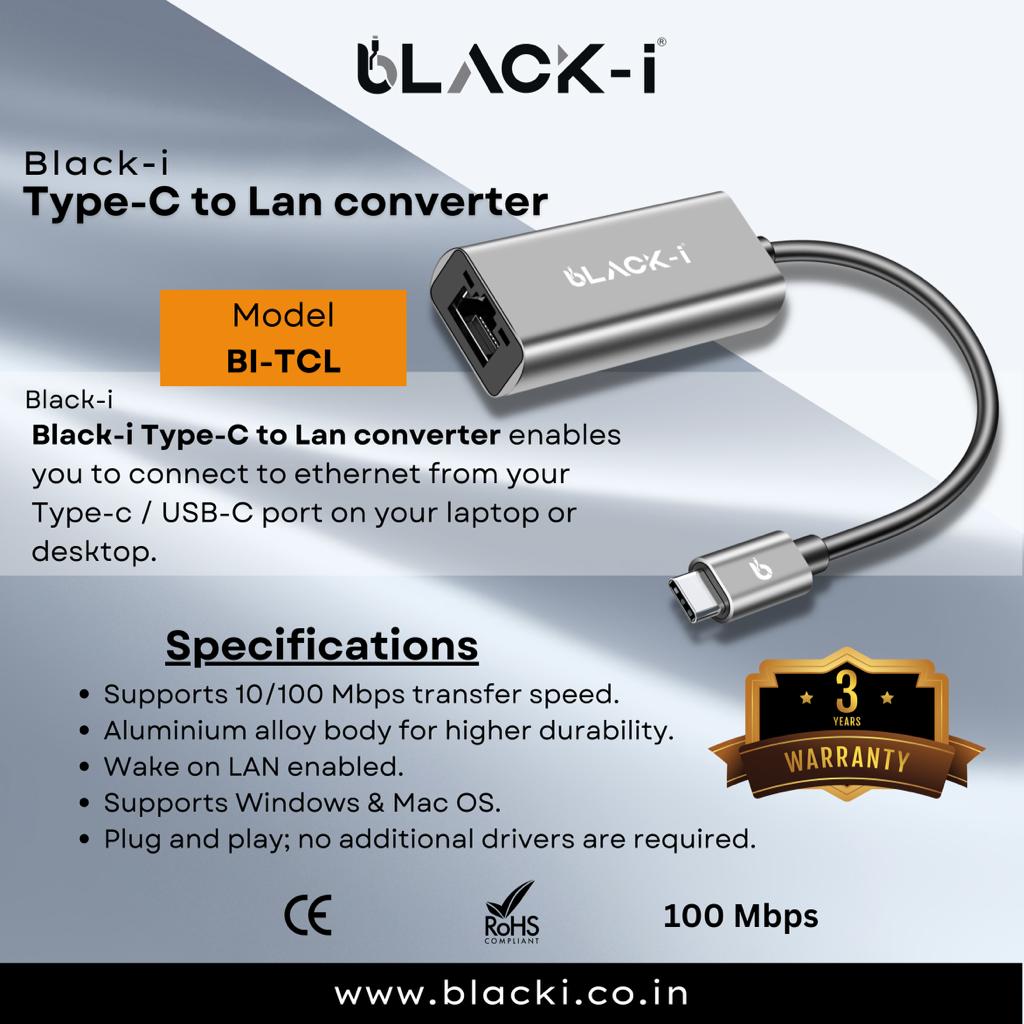 bLACK-i®
Black-i
Type-C to Lan converter
bLACK-i
Model
BI-TCL
Black-i
Black-i Type-C to Lan converter enables
you to connect to ethernet from your
Type-c / USB-C port on your laptop or
desktop.
b
Specifications
• Supports 10/100 Mbps transfer speed.
• Aluminium alloy body for higher durability.
• Wake on LAN enabled.
• Supports Windows & Mac OS.
• Plug and play; no additional drivers are required.
3
YEARS
WARRANTY
CE
RoHS
COMPLIANT
100 Mbps
www.blacki.co.in